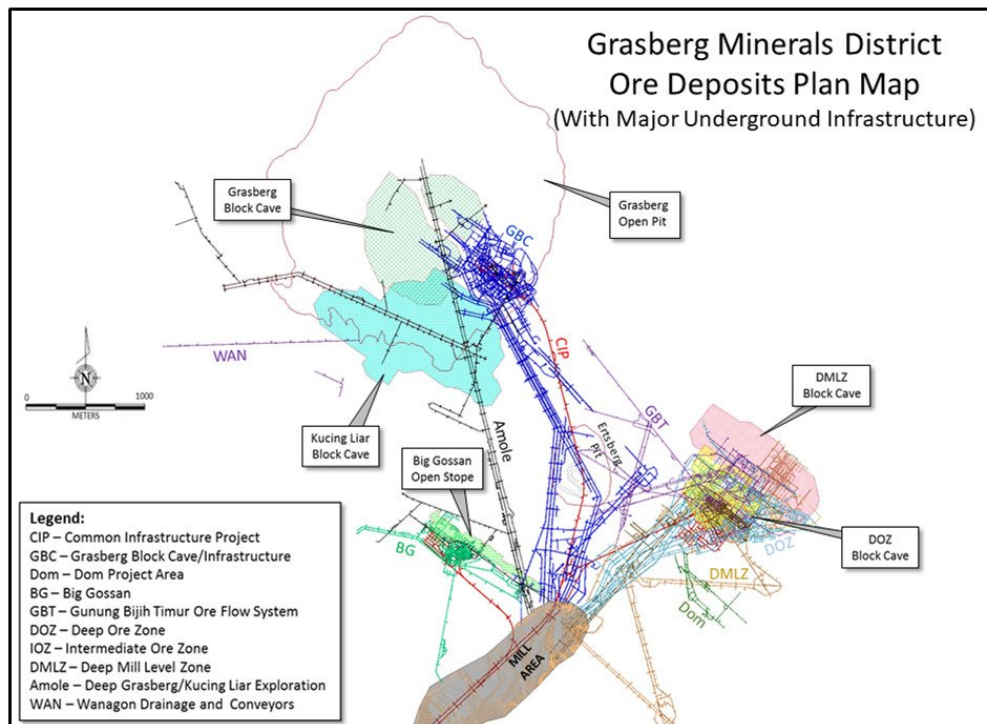 Grasberg Minerals District
Ore Deposits Plan Map
(With Major Underground Infrastructure)
Grasberg
Block Cave
Grasberg
Open Pit
GBC
CIP
WAN
N
0 1000
METERS
DMLZ
Block Cave
GBT
Kucing Liar
Block Cave
Amole
Ertsberg
Pit
Big Gossan
Open Stope
BG
DOZ
DOZ
Block Cave
DMLZ
Dom
MILL
AREA
Legend:
CIP – Common Infrastructure Project
GBC – Grasberg Block Cave/Infrastructure
Dom – Dom Project Area
BG – Big Gossan
GBT – Gunung Bijih Timur Ore Flow System
DOZ – Deep Ore Zone
IOZ – Intermediate Ore Zone
DMLZ – Deep Mill Level Zone
Amole – Deep Grasberg/Kucing Liar Exploration
WAN – Wanagon Drainage and Conveyors